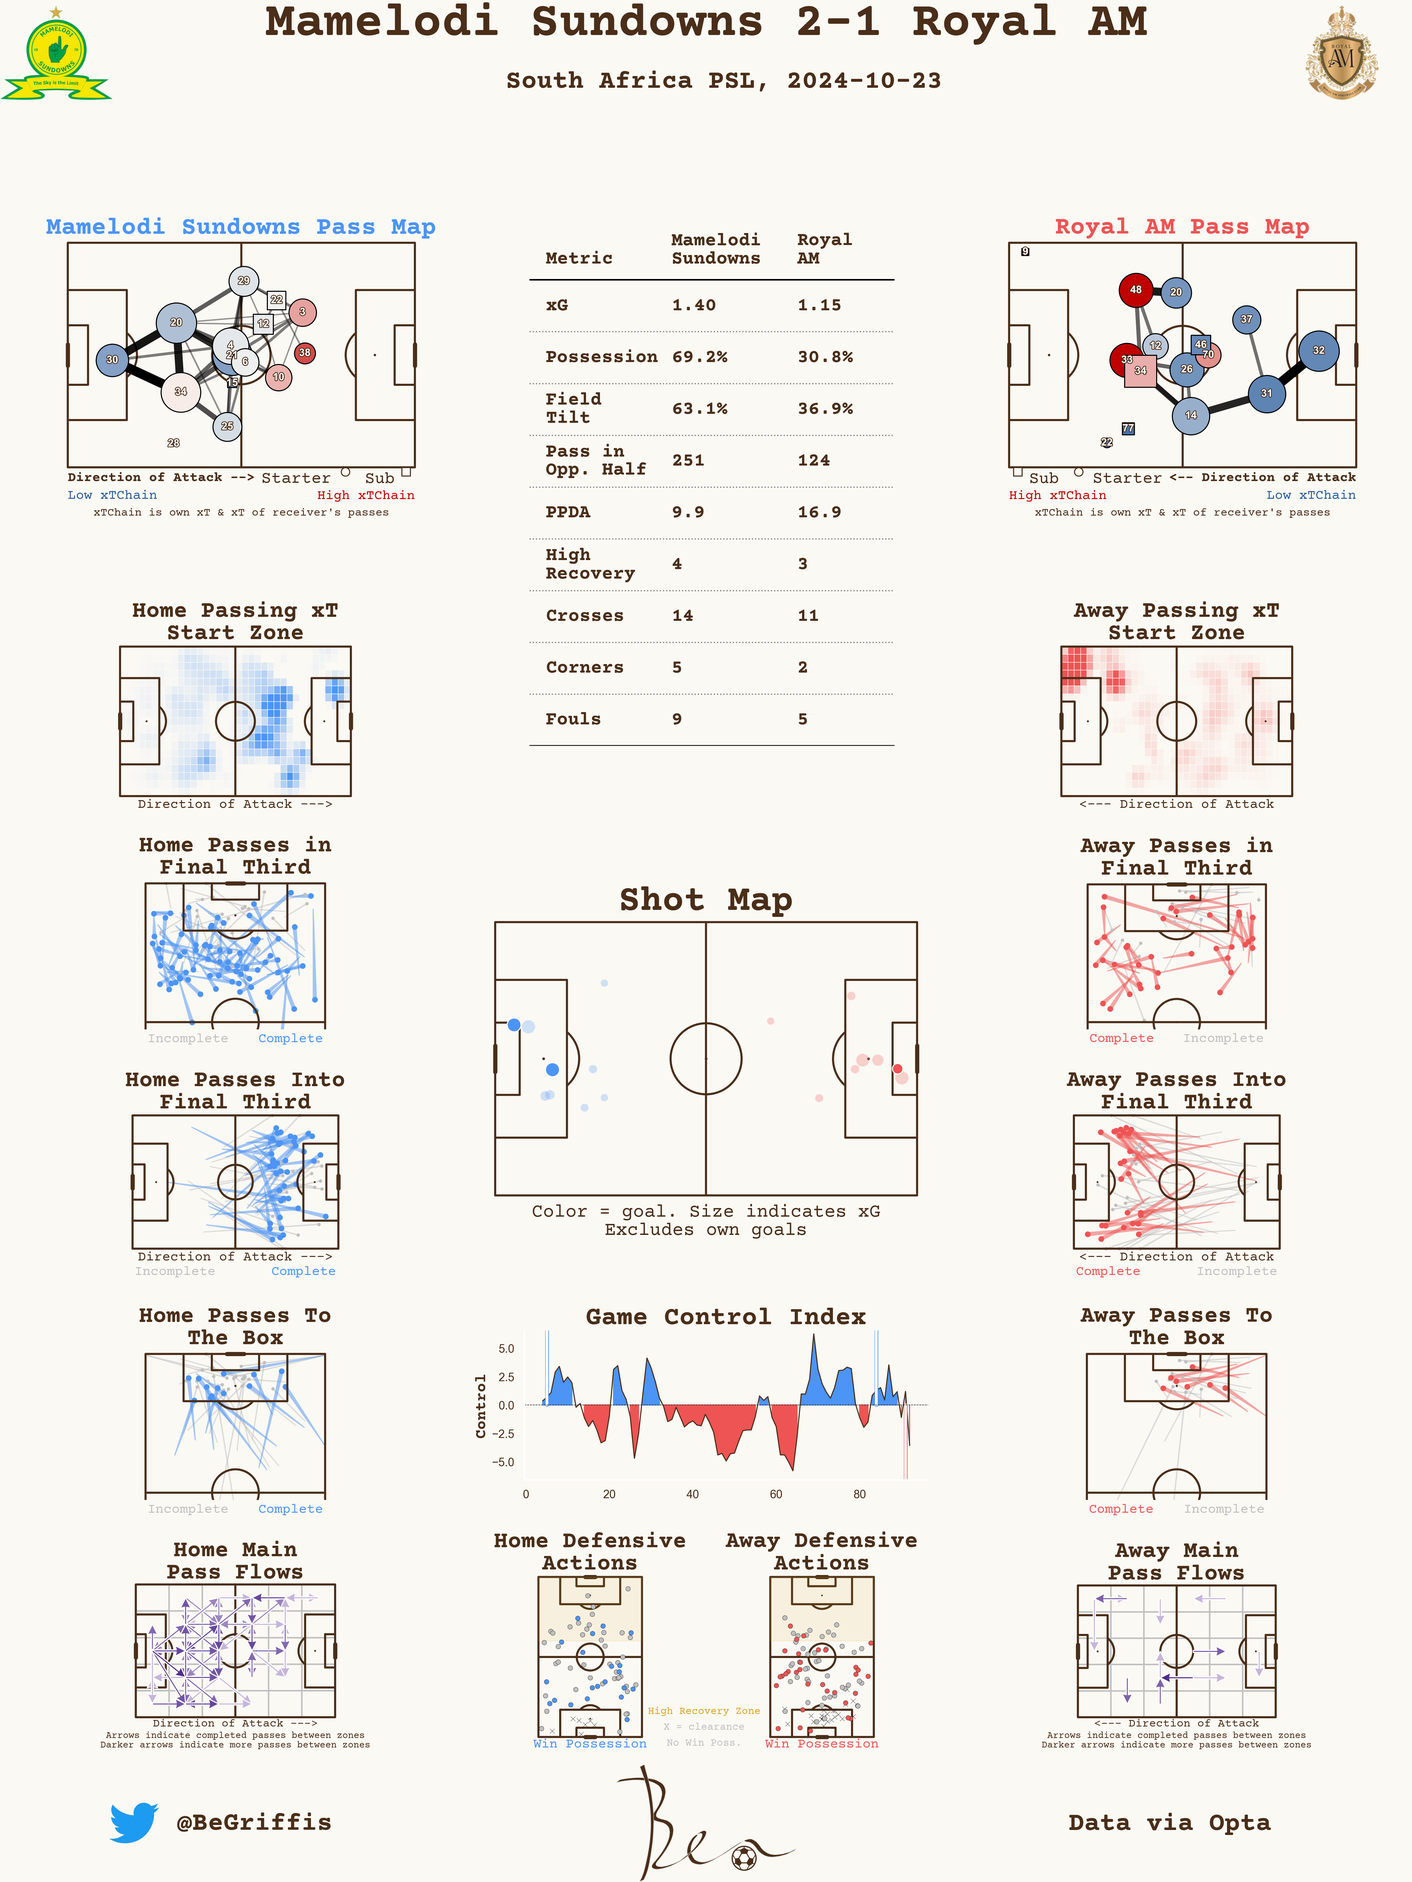 Mamelodi Sundowns 2-1 Royal AM
South Africa PSL, 2024-10-23
MAMELODI
SUNDOWNS
The Sky is the Limit
ROYAL
AM
Mamelodi Sundowns Pass Map
29
22
3
20
12
4
21
6
38
30
10
15
34
25
28
Direction of Attack --> Starter Sub
Low xTChain High xTChain
xTChain is own xT & xT of receiver's passes
Metric Mamelodi Sundowns Royal AM
xG 1.40 1.15
Possession 69.2% 30.8%
Field Tilt 63.1% 36.9%
Pass in Opp. Half 251 124
PPDA 9.9 16.9
High Recovery 4 3
Crosses 14 11
Corners 5 2
Fouls 9 5
Royal AM Pass Map
9
48
20
37
12
46
70
32
33
34
26
31
14
77
22
Sub Starter <-- Direction of Attack
High xTChain Low xTChain
xTChain is own xT & xT of receiver's passes
Home Passing xT
Start Zone
Direction of Attack --->
Away Passing xT
Start Zone
<--- Direction of Attack
Home Passes in
Final Third
Incomplete Complete
Away Passes in
Final Third
Complete Incomplete
Shot Map
Color = goal. Size indicates xG
Excludes own goals
Home Passes Into
Final Third
Direction of Attack --->
Incomplete Complete
Away Passes Into
Final Third
<--- Direction of Attack
Complete Incomplete
Home Passes To
The Box
Incomplete Complete
Game Control Index
Control
5.0
2.5
0.0
−2.5
−5.0
0 20 40 60 80
Away Passes To
The Box
Complete Incomplete
Home Main
Pass Flows
Direction of Attack --->
Arrows indicate completed passes between zones
Darker arrows indicate more passes between zones
Home Defensive
Actions
Win Possession
High Recovery Zone
X = clearance
No Win Poss.
Away Defensive
Actions
Win Possession
Away Main
Pass Flows
<--- Direction of Attack
Arrows indicate completed passes between zones
Darker arrows indicate more passes between zones
@BeGriffis
Ben
Data via Opta